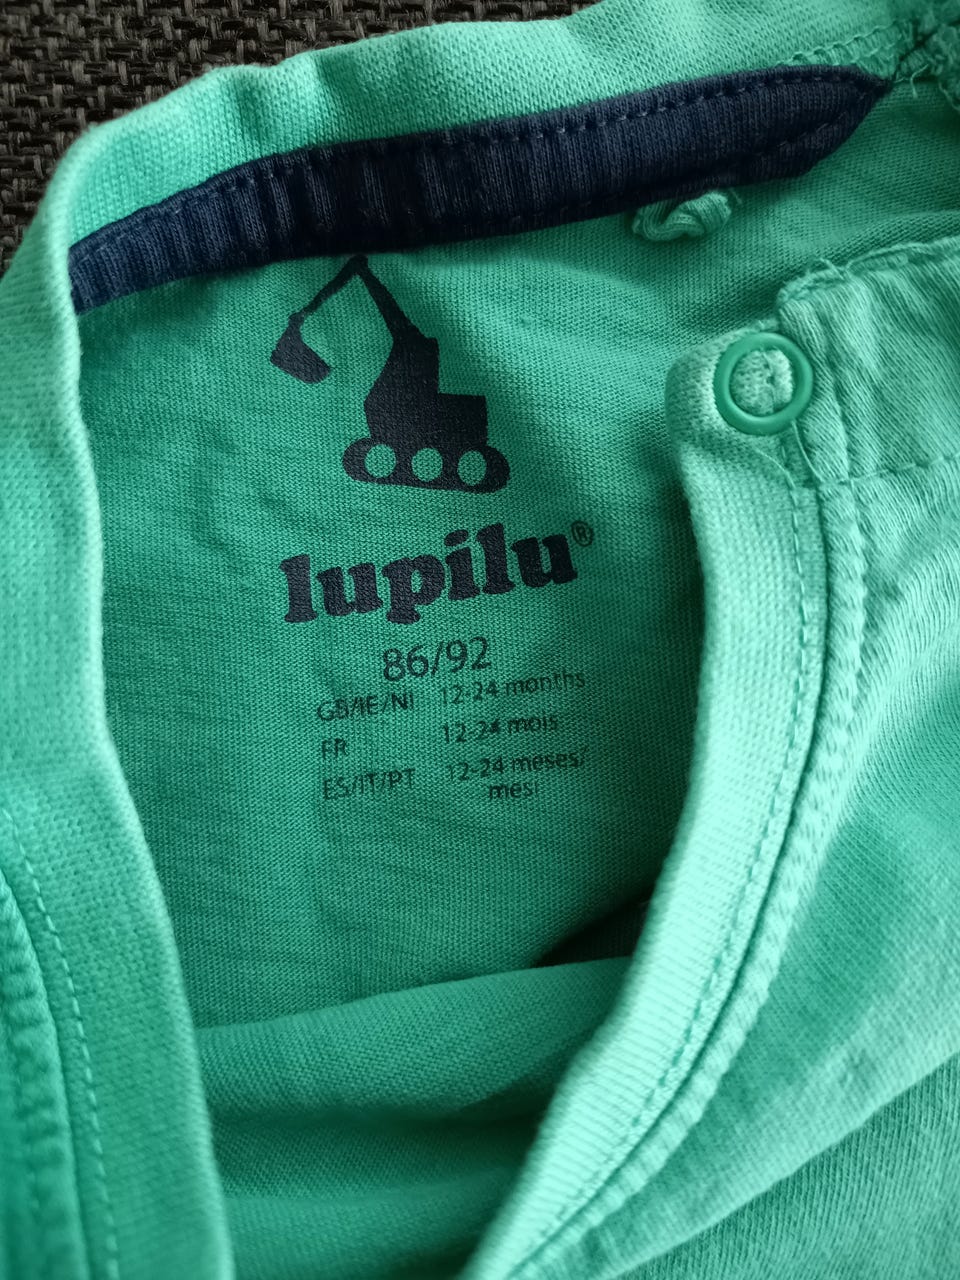 lupilu®
86/92
GB/IE/NI 12-24 months
FR 12-24 mois
ES/IT/PT 12-24 meses/
mesi